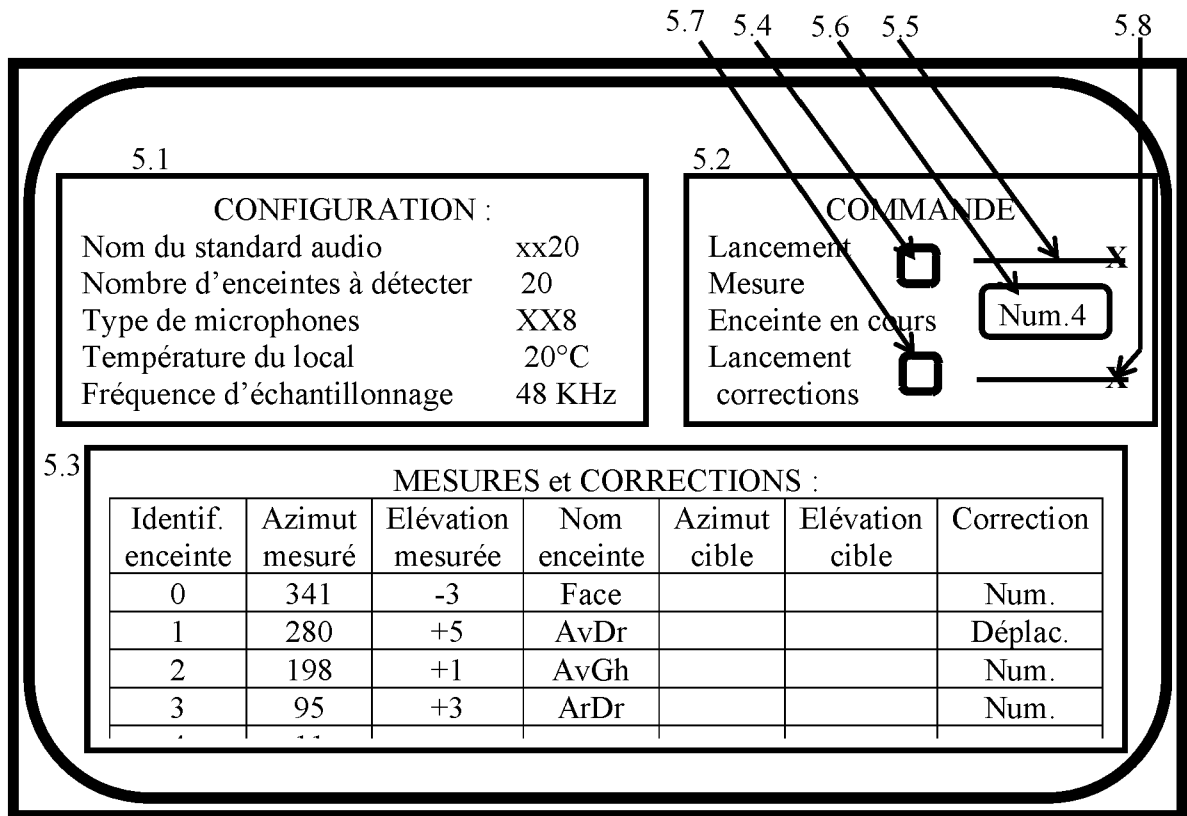 5.7 5.4 5.6 5.5 5.8
5.1
CONFIGURATION :
Nom du standard audio xx20
Nombre d'enceintes à détecter 20
Type de microphones XX8
Température du local 20°C
Fréquence d'échantillonnage 48 KHz
5.2
COMMANDE
Lancement
Mesure
X
Enceinte en cours Num.4
Lancement
corrections
X
5.3
MESURES et CORRECTIONS :
Identif. enceinte Azimut mesuré Elévation mesurée Nom enceinte Azimut cible Elévation cible Correction
0 341 -3 Face Num.
1 280 +5 AvDr Déplac.
2 198 +1 AvGh Num.
3 95 +3 ArDr Num.